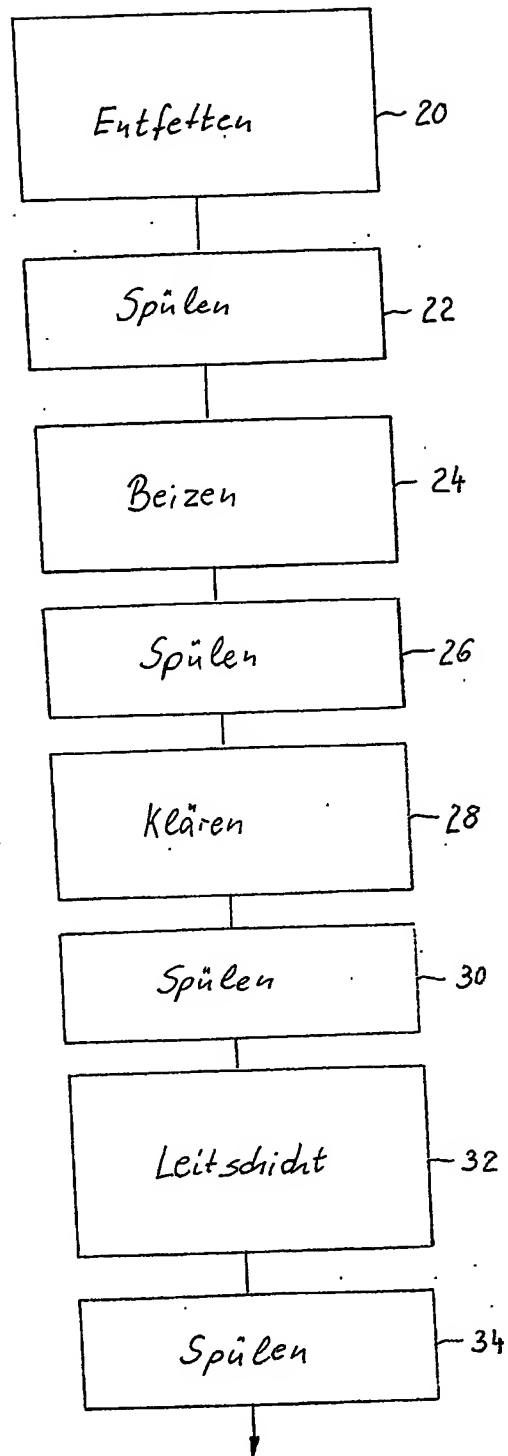 Entfetten 20
Spülen 22
Beizen 24
Spülen 26
Klären 28
Spülen 30
Leitschicht 32
Spülen 34